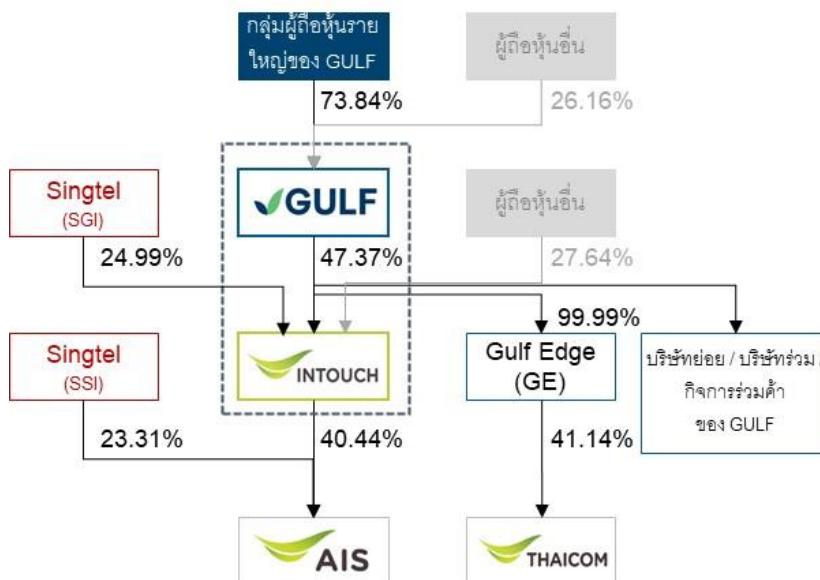 กลุ่มผู้ถือหุ้นราย
ใหญ่ของ GULF
ผู้ถือหุ้นอื่น
73.84%
26.16%
Singtel
(SGI)
GULF
ผู้ถือหุ้นอื่น
24.99%
47.37%
27.64%
99.99%
Singtel
(SSI)
INTOUCH
Gulf Edge
(GE)
บริษัทย่อย / บริษัทร่วม /
กิจการร่วมค้า
ของ GULF
23.31%
40.44%
41.14%
AIS
THAICOM